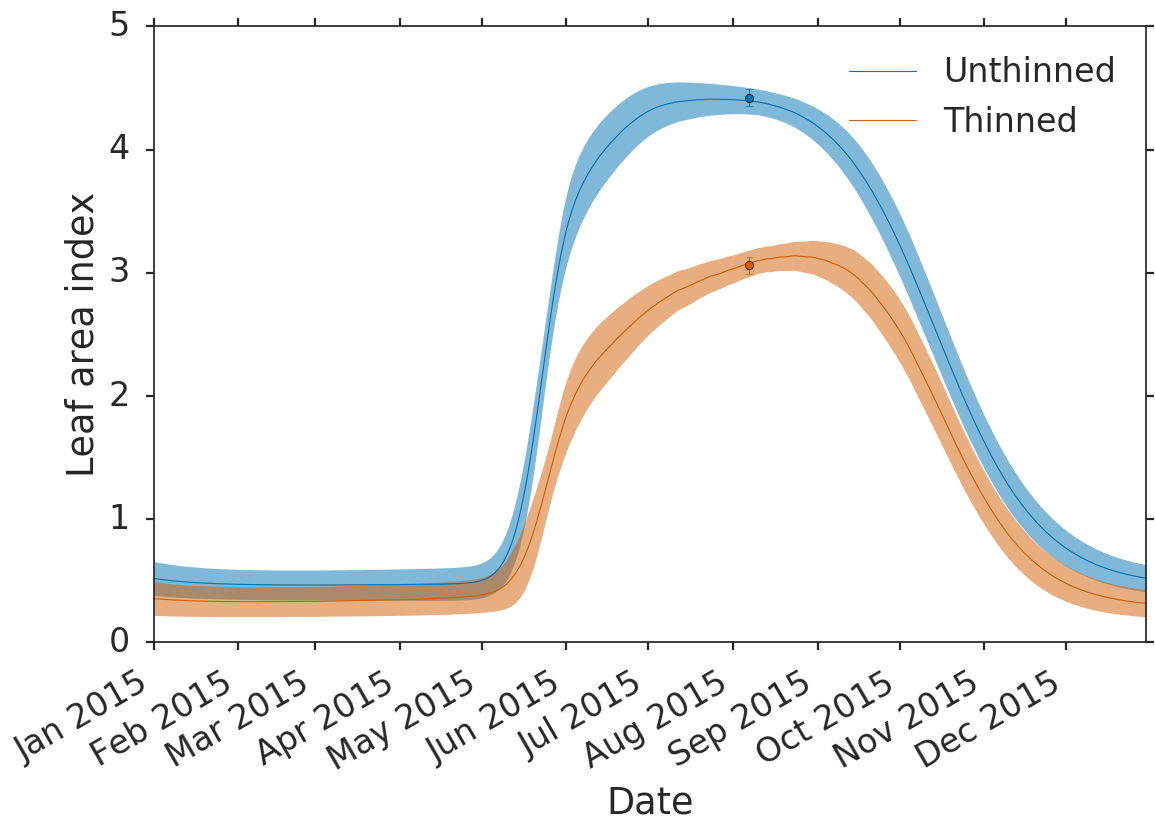 Unthinned
Thinned
Leaf area index
5
4
3
2
1
0
Jan 2015
Feb 2015
Mar 2015
Apr 2015
May 2015
Jun 2015
Jul 2015
Aug 2015
Sep 2015
Oct 2015
Nov 2015
Dec 2015
Date